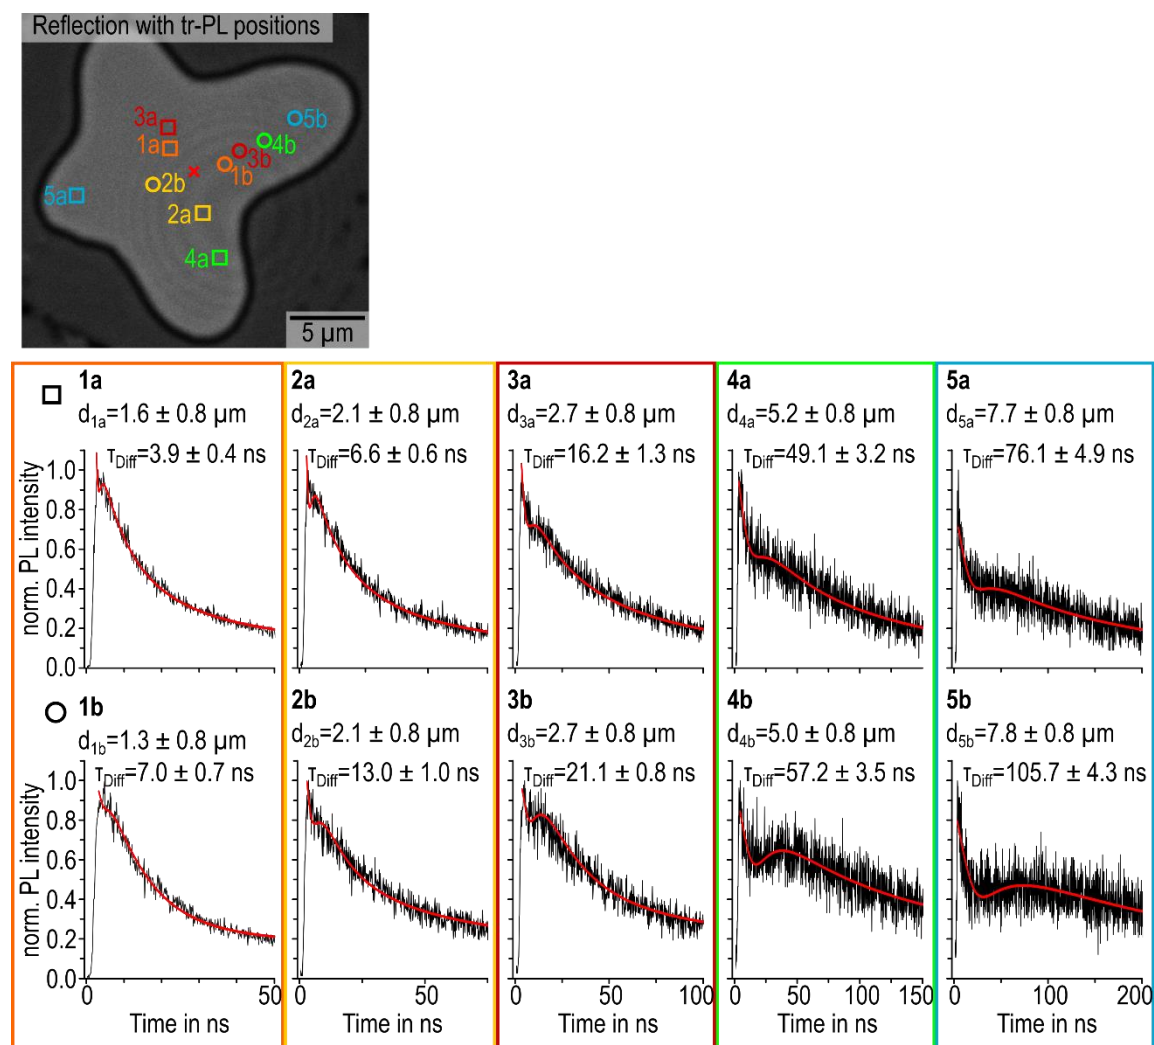 Reflection with tr-PL positions
3a
1a
5a
2b
2a
4a
1b
3b
4b
5b
5 µm
1a
d1a=1.6 ± 0.8 µm
τDiff=3.9 ± 0.4 ns
2a
d2a=2.1 ± 0.8 µm
τDiff=6.6 ± 0.6 ns
3a
d3a=2.7 ± 0.8 µm
τDiff=16.2 ± 1.3 ns
4a
d4a=5.2 ± 0.8 µm
τDiff=49.1 ± 3.2 ns
5a
d5a=7.7 ± 0.8 µm
τDiff=76.1 ± 4.9 ns
norm. PL intensity
1.0
0.8
0.6
0.4
0.2
0.0
1b
d1b=1.3 ± 0.8 µm
τDiff=7.0 ± 0.7 ns
2b
d2b=2.1 ± 0.8 µm
τDiff=13.0 ± 1.0 ns
3b
d3b=2.7 ± 0.8 µm
τDiff=21.1 ± 0.8 ns
4b
d4b=5.0 ± 0.8 µm
τDiff=57.2 ± 3.5 ns
5b
d5b=7.8 ± 0.8 µm
τDiff=105.7 ± 4.3 ns
norm. PL intensity
1.0
0.8
0.6
0.4
0.2
0.0
0 50
Time in ns
0 50
Time in ns
0 50 100
Time in ns
0 50 100 150
Time in ns
0 100 200
Time in ns